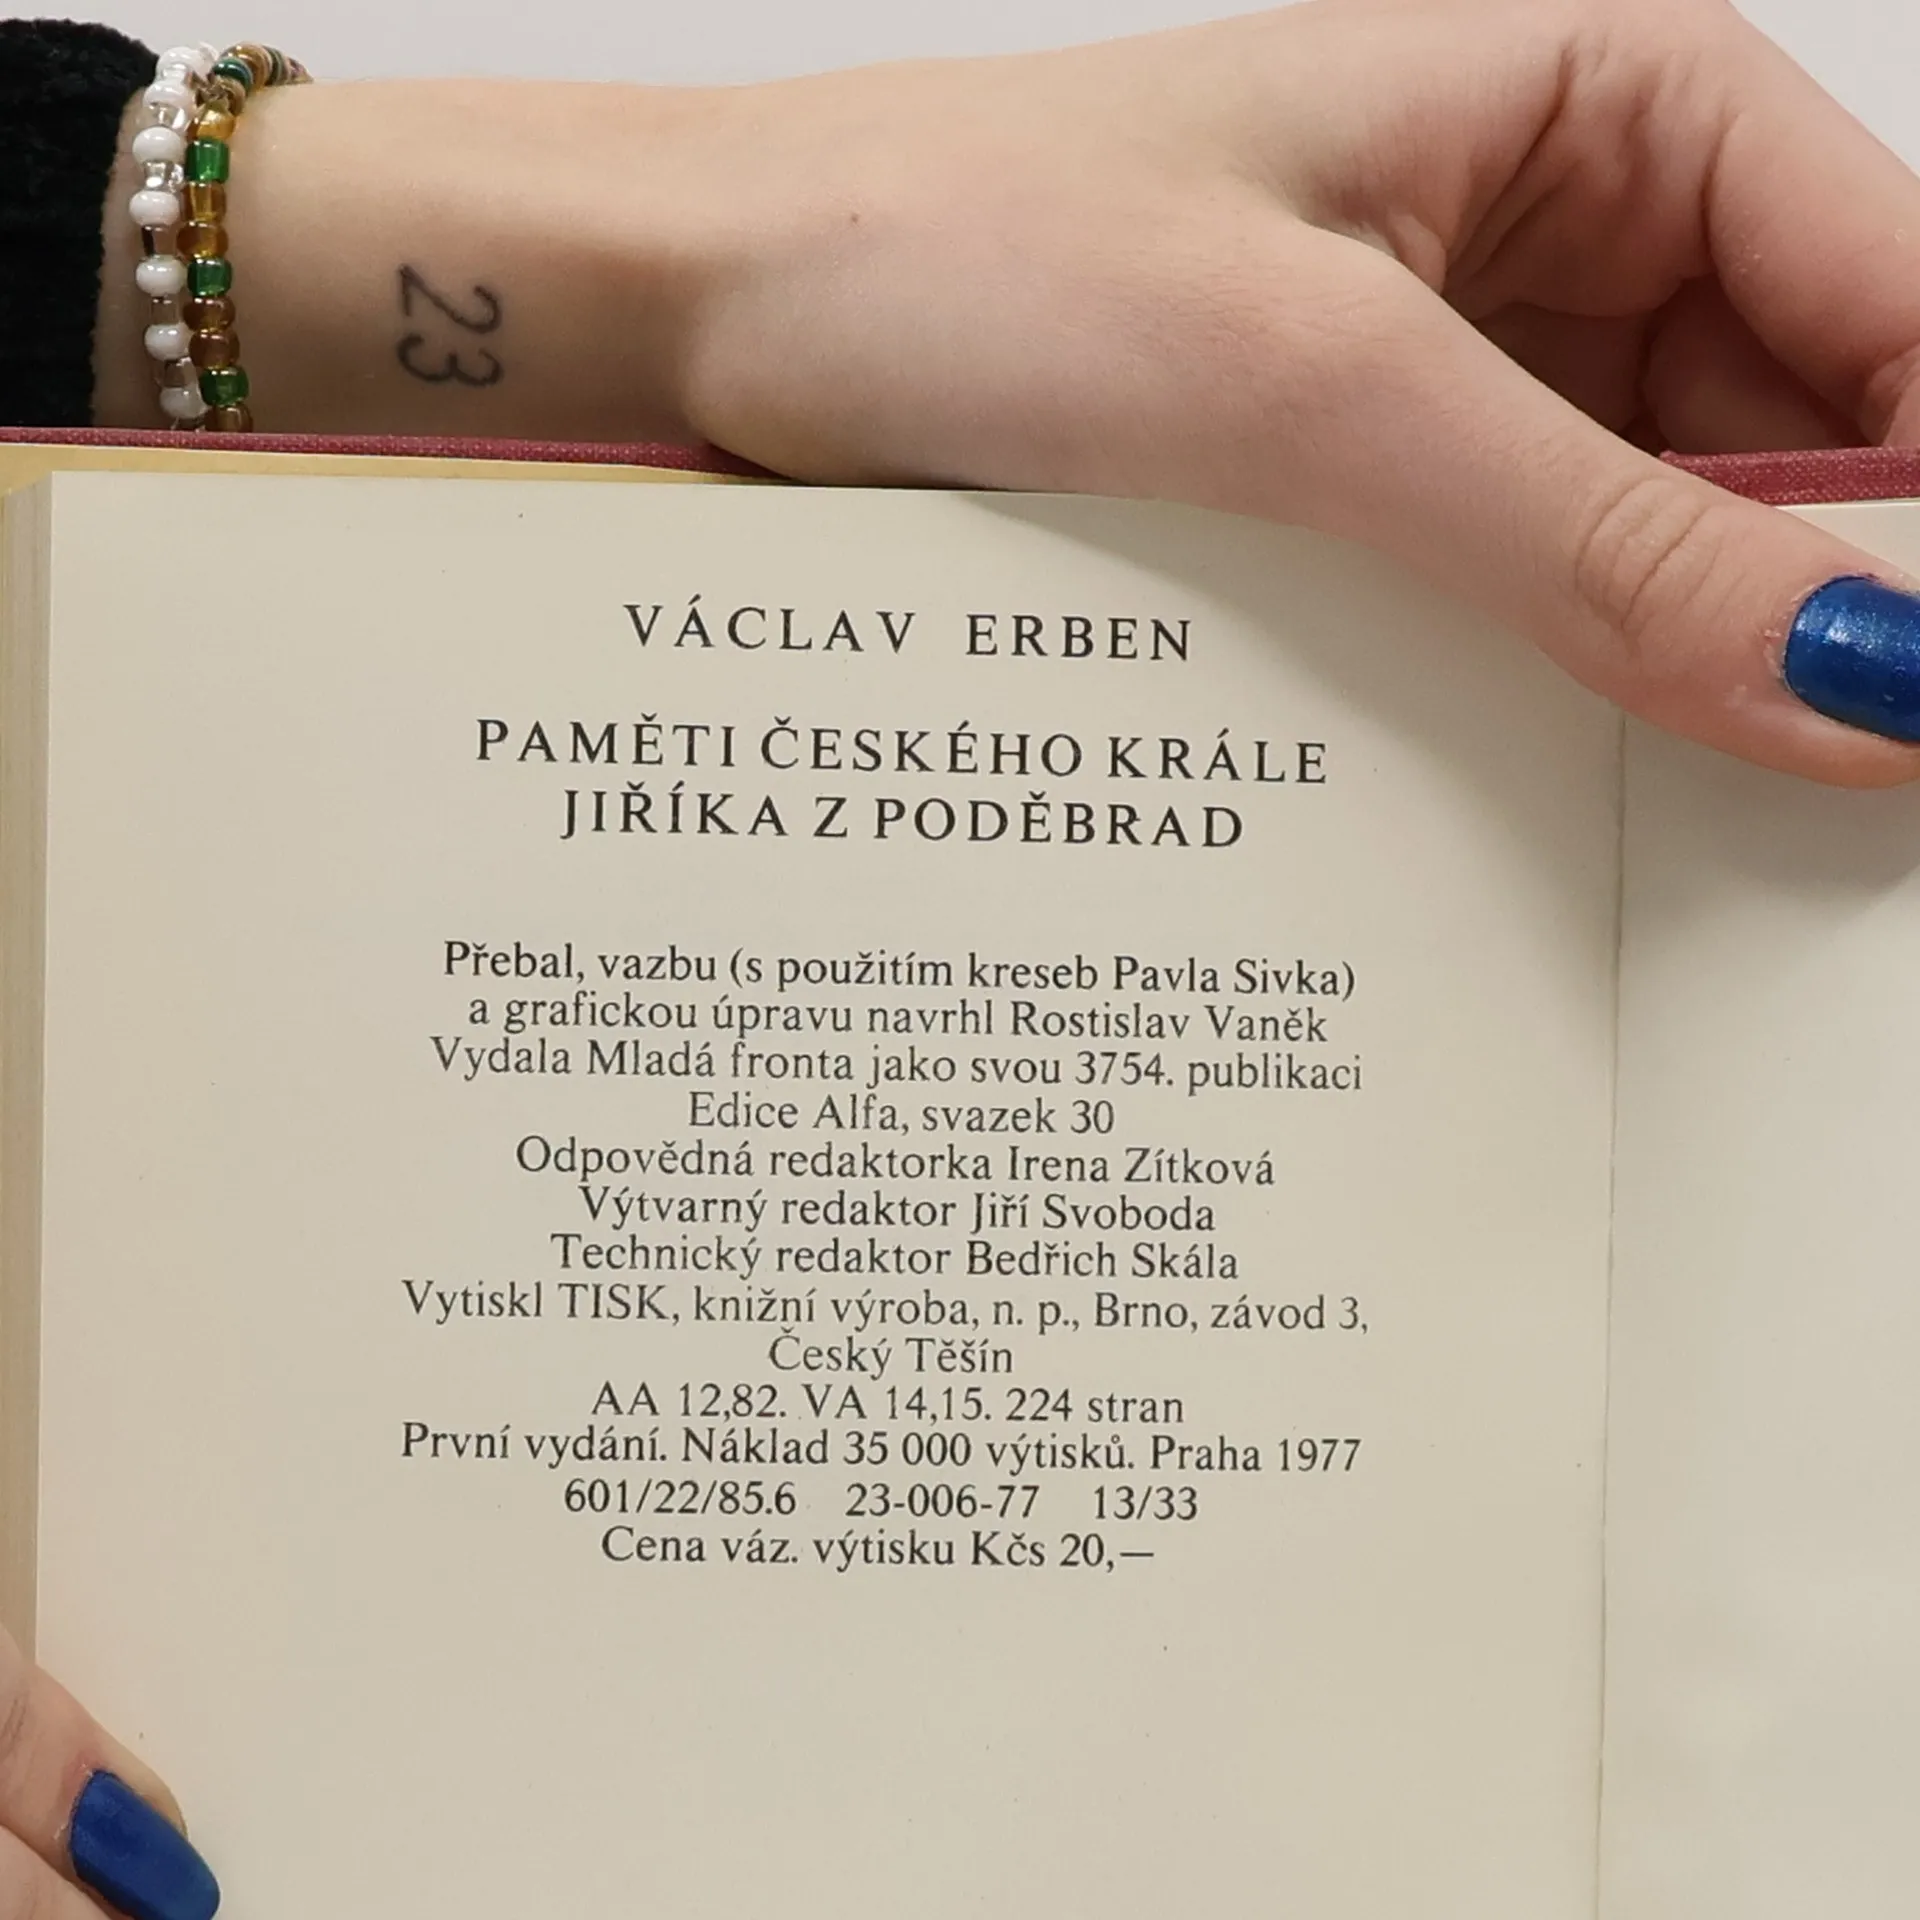 23
VÁCLAV ERBEN
PAMĚTI ČESKÉHO KRÁLE
JIŘÍKA Z PODĚBRAD
Přebal, vazbu (s použitím kreseb Pavla Sivka)
a grafickou úpravu navrhl Rostislav Vaněk
Vydala Mladá fronta jako svou 3754. publikaci
Edice Alfa, svazek 30
Odpovědná redaktorka Irena Zítková
Výtvarný redaktor Jiří Svoboda
Technický redaktor Bedřich Skála
Vytiskl TISK, knižní výroba, n. p., Brno, závod 3,
Český Těšín
AA 12,82. VA 14,15. 224 stran
První vydání. Náklad 35 000 výtisků. Praha 1977
601/22/85.6 23-006-77 13/33
Cena váz. výtisku Kčs 20,—